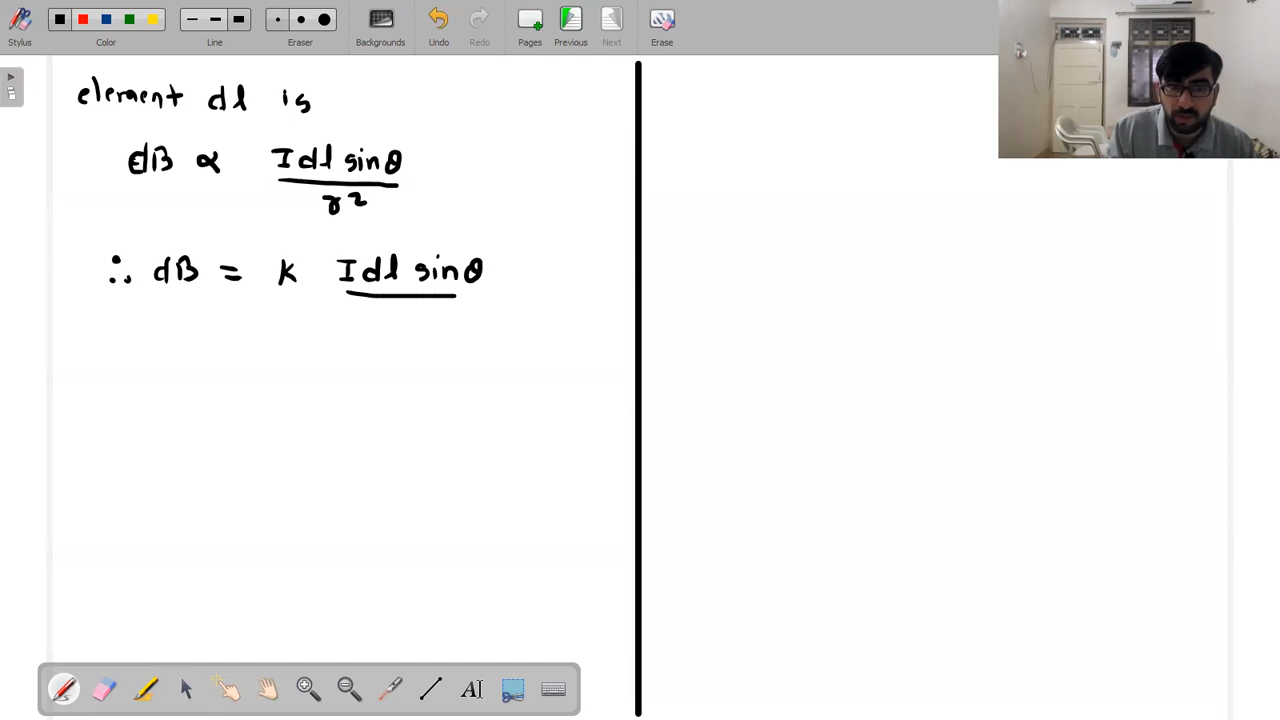 Stylus
Color
Line
Eraser
Backgrounds
Undo
Redo
Pages
Previous
Next
Erase
element dl is
dB ∝ Idl sinθ
r²
∴ dB = k Idl sinθ
AI